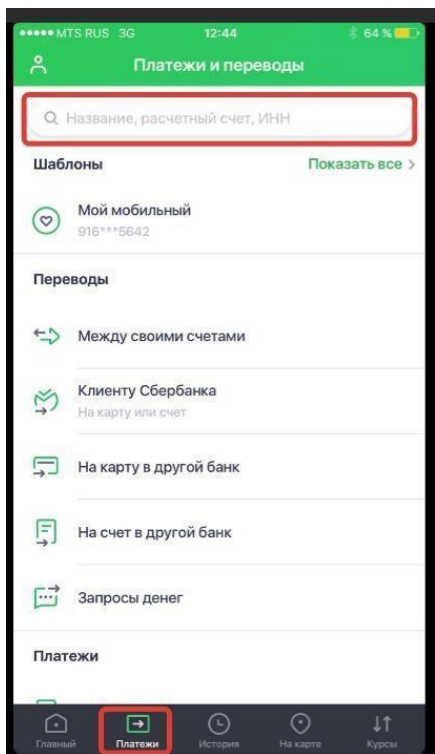 MTS RUS 3G 12:44 64 %
Платежи и переводы
Название, расчетный счет, ИНН
Шаблоны Показать все >
Мой мобильный
916***5642
Переводы
Между своими счетами
Клиенту Сбербанка
На карту или счет
На карту в другой банк
На счет в другой банк
Запросы денег
Платежи
Главный Платежи История На карте Курсы